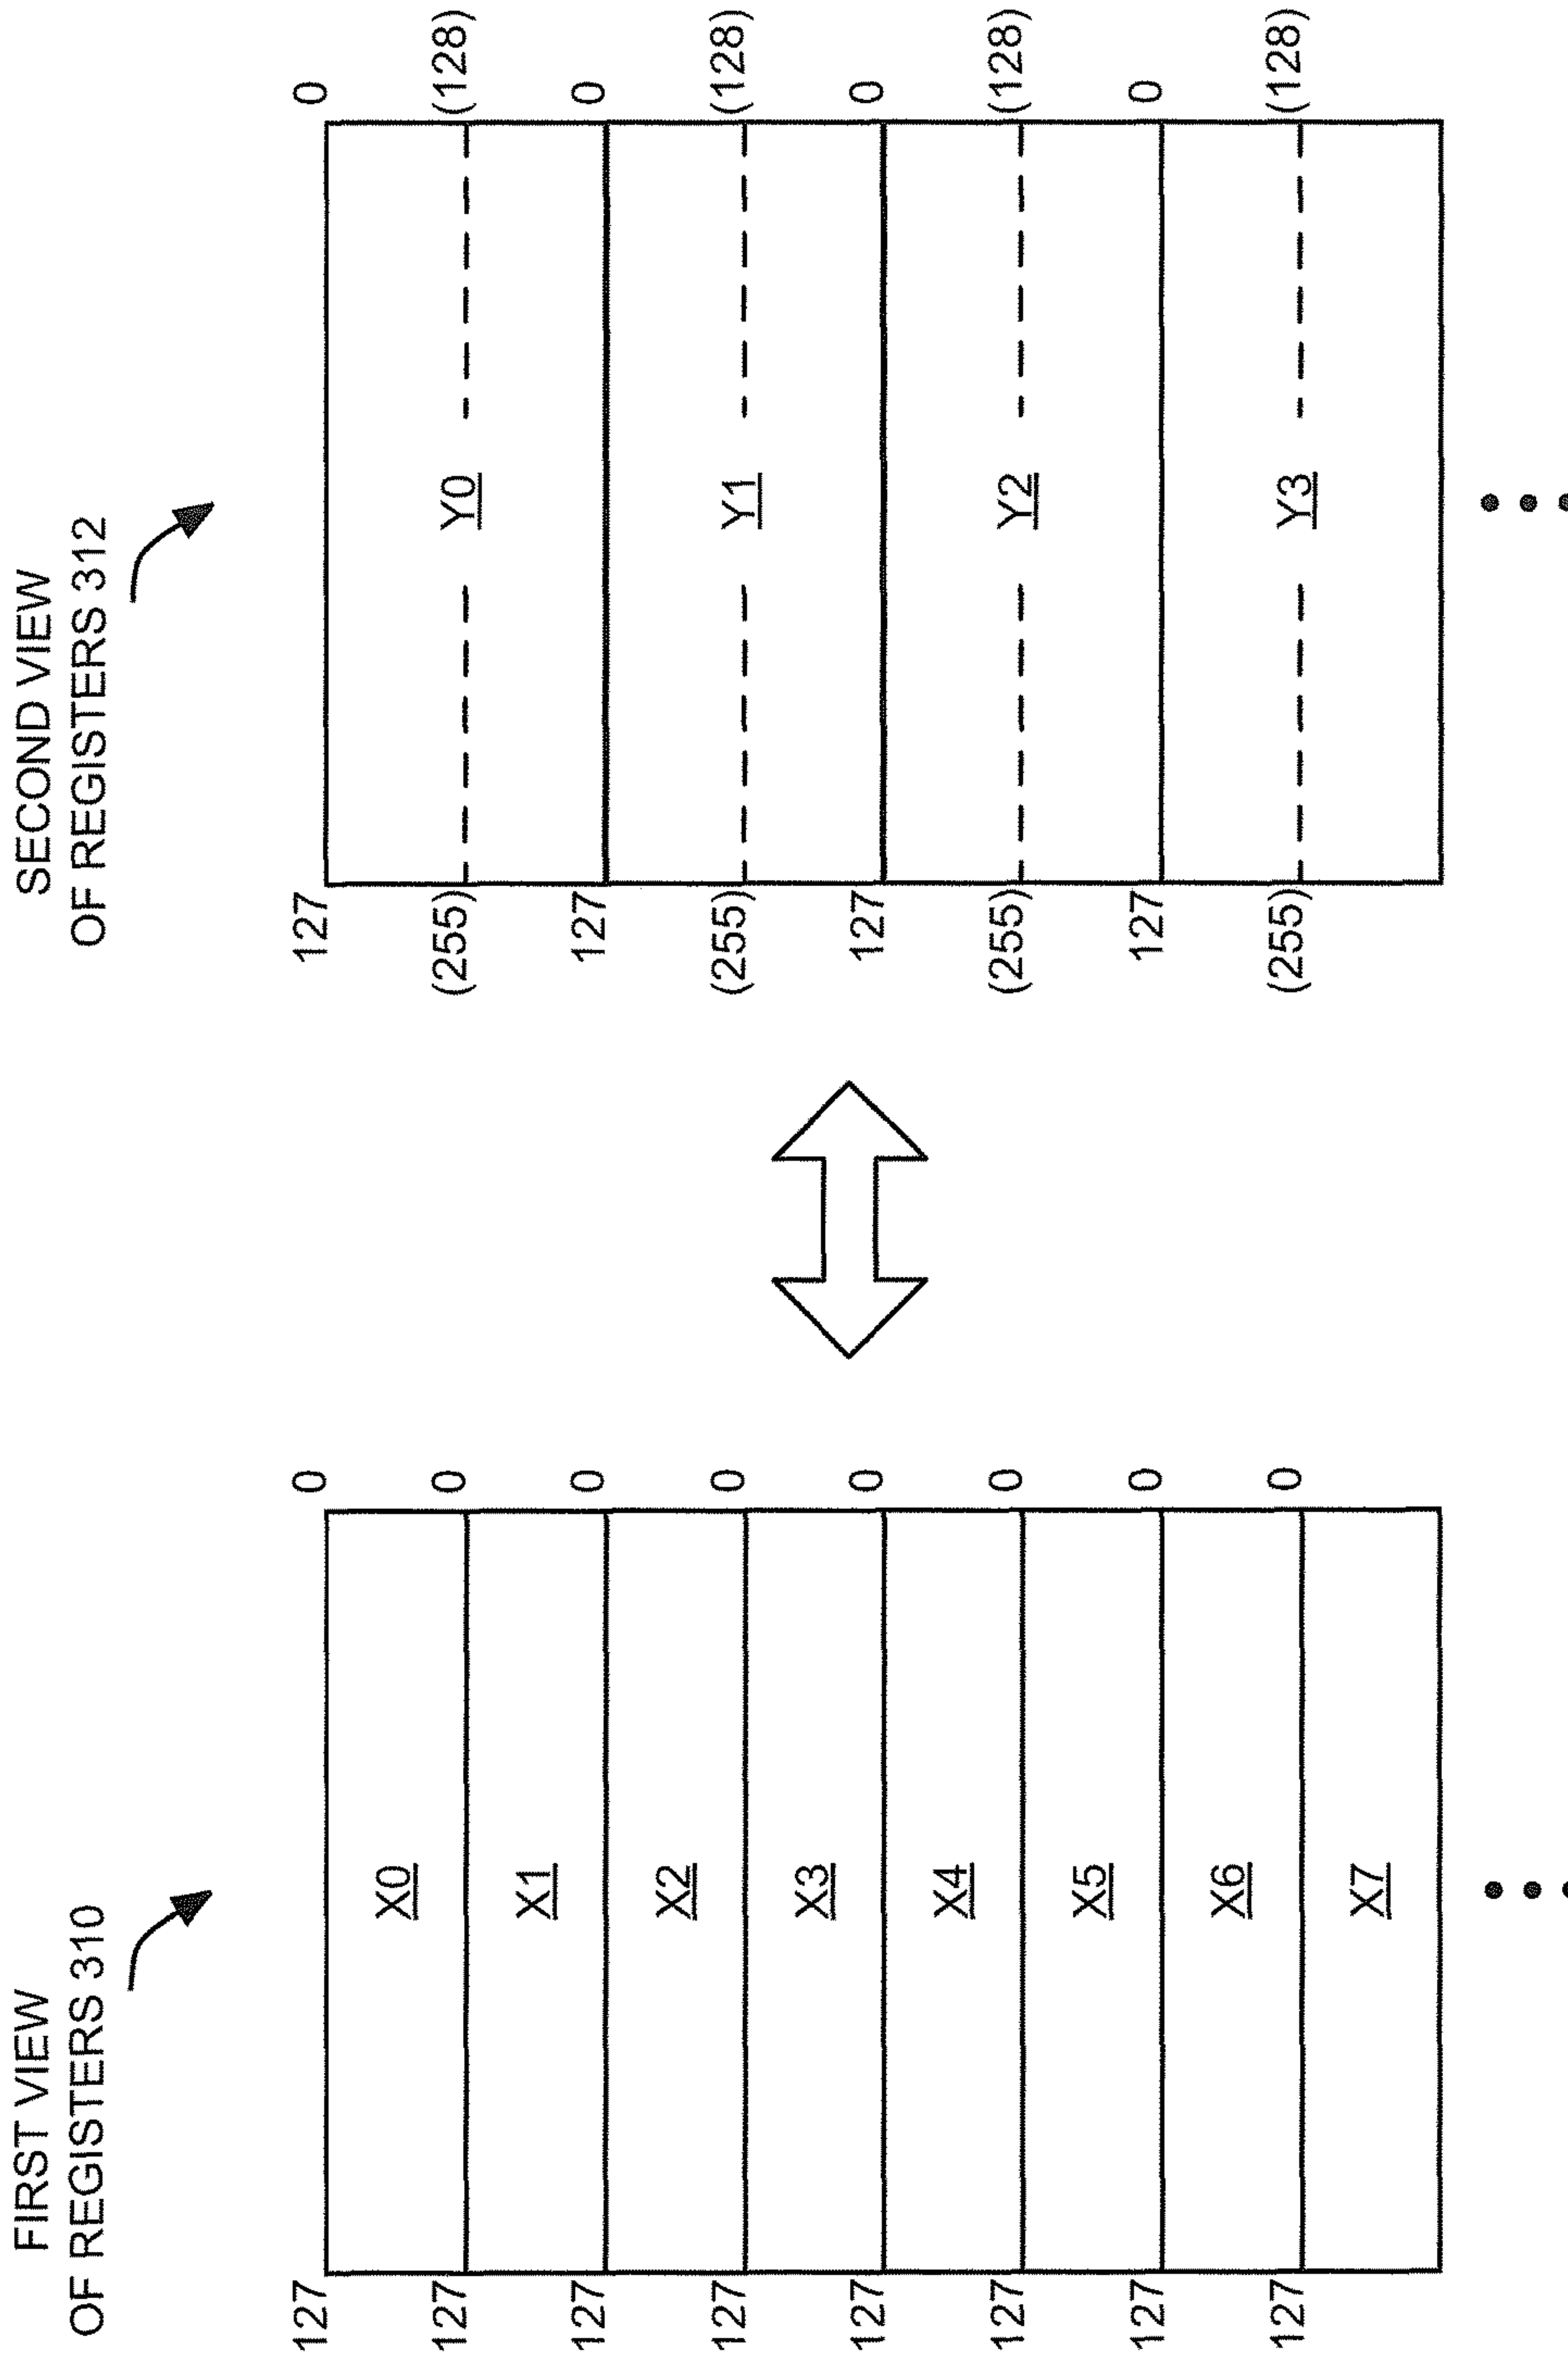 FIRST VIEW
OF REGISTERS 310
127
0
X0
127
0
X1
127
0
X2
127
0
X3
127
0
X4
127
0
X5
127
0
X6
127
0
X7
SECOND VIEW
OF REGISTERS 312
127
0
Y0
(255)
(128)
127
0
Y1
(255)
(128)
127
0
Y2
(255)
(128)
127
0
Y3
(255)
(128)